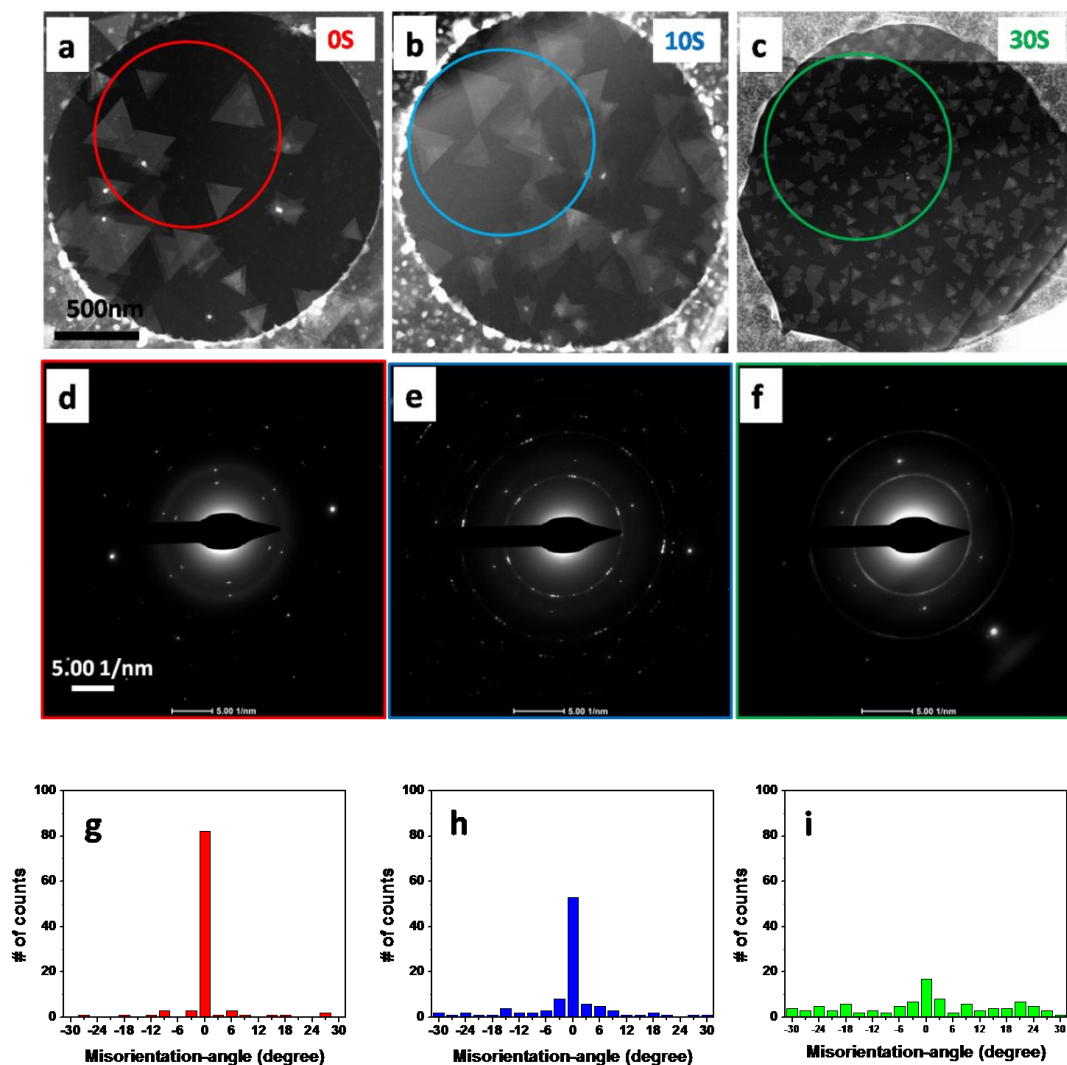 a 0S
b 10S
c 30S
500nm
d
e
f
5.00 1/nm
5.00 1/nm
5.00 1/nm
5.00 1/nm
g
# of counts
100
80
60
40
20
0
-30 -24 -18 -12 -6 0 6 12 18 24 30
Misorientation-angle (degree)
h
# of counts
100
80
60
40
20
0
-30 -24 -18 -12 -6 0 6 12 18 24 30
Misorientation-angle (degree)
i
# of counts
100
80
60
40
20
0
-30 -24 -18 -12 -6 0 6 12 18 24 30
Misorientation-angle (degree)